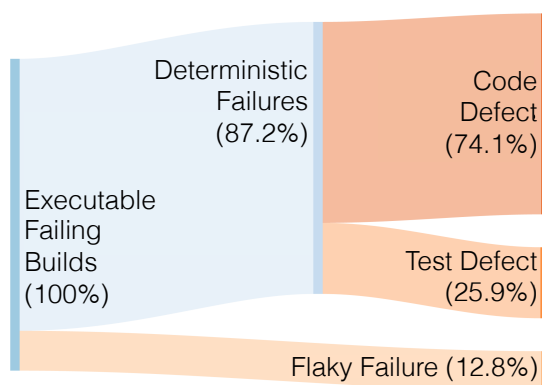 Executable
Failing
Builds
(100%)
Deterministic
Failures
(87.2%)
Code
Defect
(74.1%)
Test Defect
(25.9%)
Flaky Failure (12.8%)